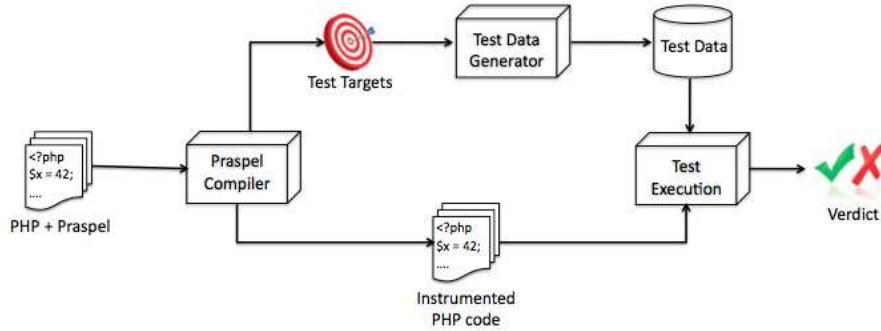 Test Targets
Test Data
Generator
Test Data
<?php
$x = 42;
....
PHP + Praspel
Praspel
Compiler
<?php
$x = 42;
....
Instrumented
PHP code
Test
Execution
Verdict